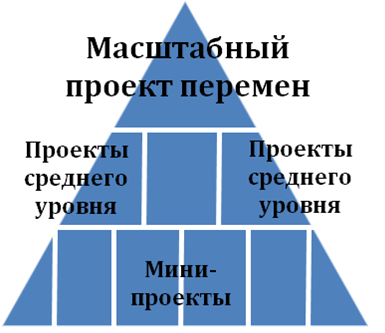 Масштабный
проект перемен
Проекты
среднего
уровня
Проекты
среднего
уровня
Мини-
проекты